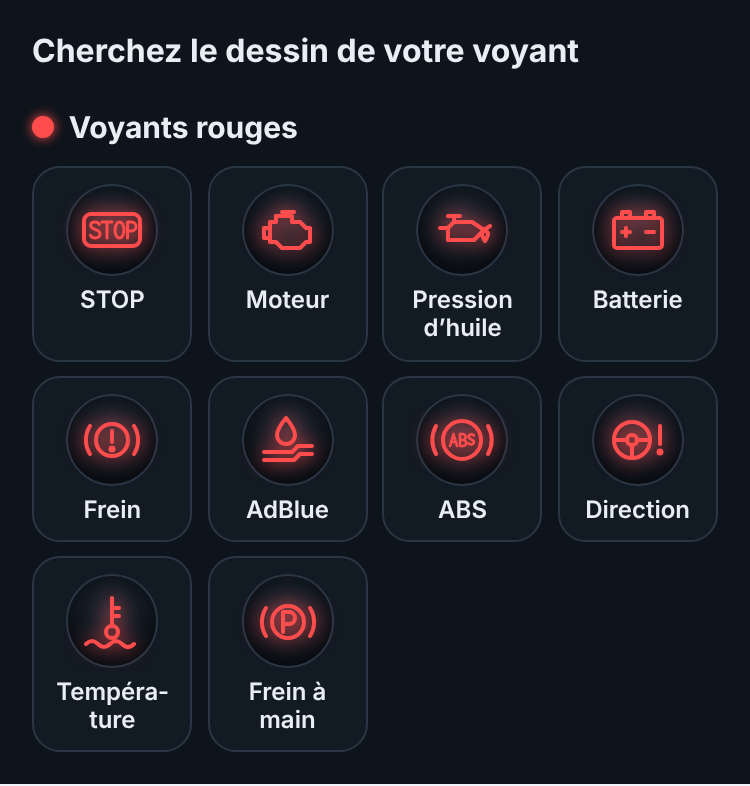 Cherchez le dessin de votre voyant
Voyants rouges
STOP
STOP
Moteur
Pression
d’huile
Batterie
Frein
AdBlue
ABS
ABS
Direction
Tempéra-
ture
P
Frein à
main